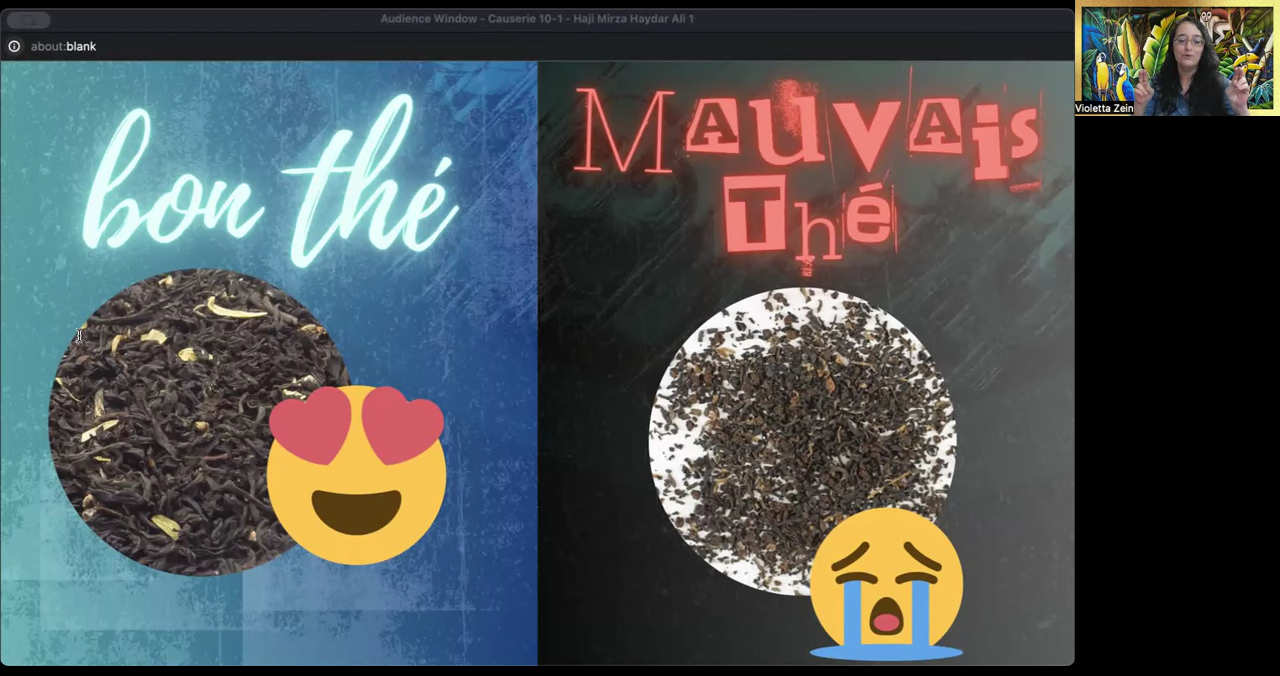 Audience Window - Causerie 10-1 - Haji Mirza Haydar Ali 1
about:blank
bon thé
Mauvais
Thé
Violetta Zein